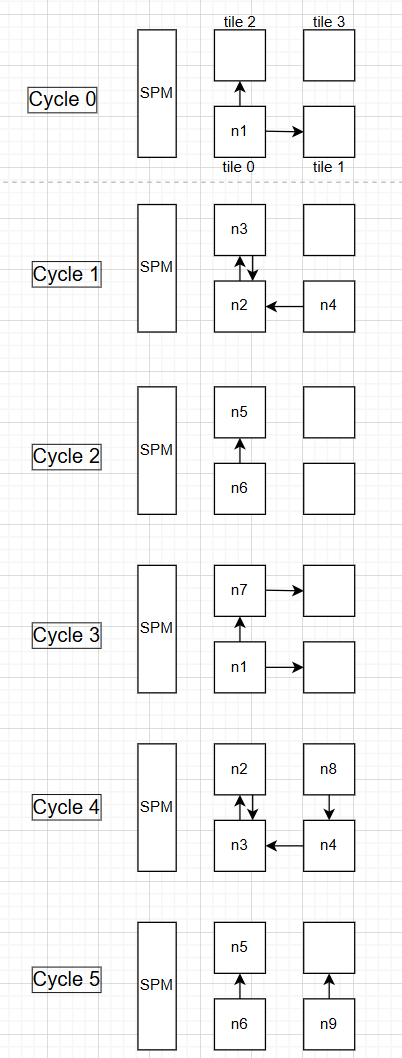 tile 2 tile 3
Cycle 0 SPM
n1
tile 0 tile 1
n3
Cycle 1 SPM
n2 n4
n5
Cycle 2 SPM
n6
n7
Cycle 3 SPM
n1
n2 n8
Cycle 4 SPM
n3 n4
n5
Cycle 5 SPM
n6 n9